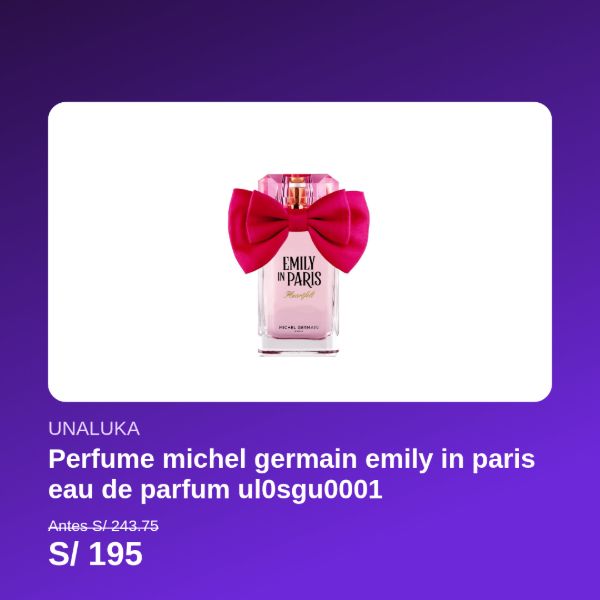 EMILY
IN PARIS
Heartfelt
MICHEL GERMAIN
UNALUKA
Perfume michel germain emily in paris
eau de parfum ul0sgu0001
Antes S/ 243.75
S/ 195